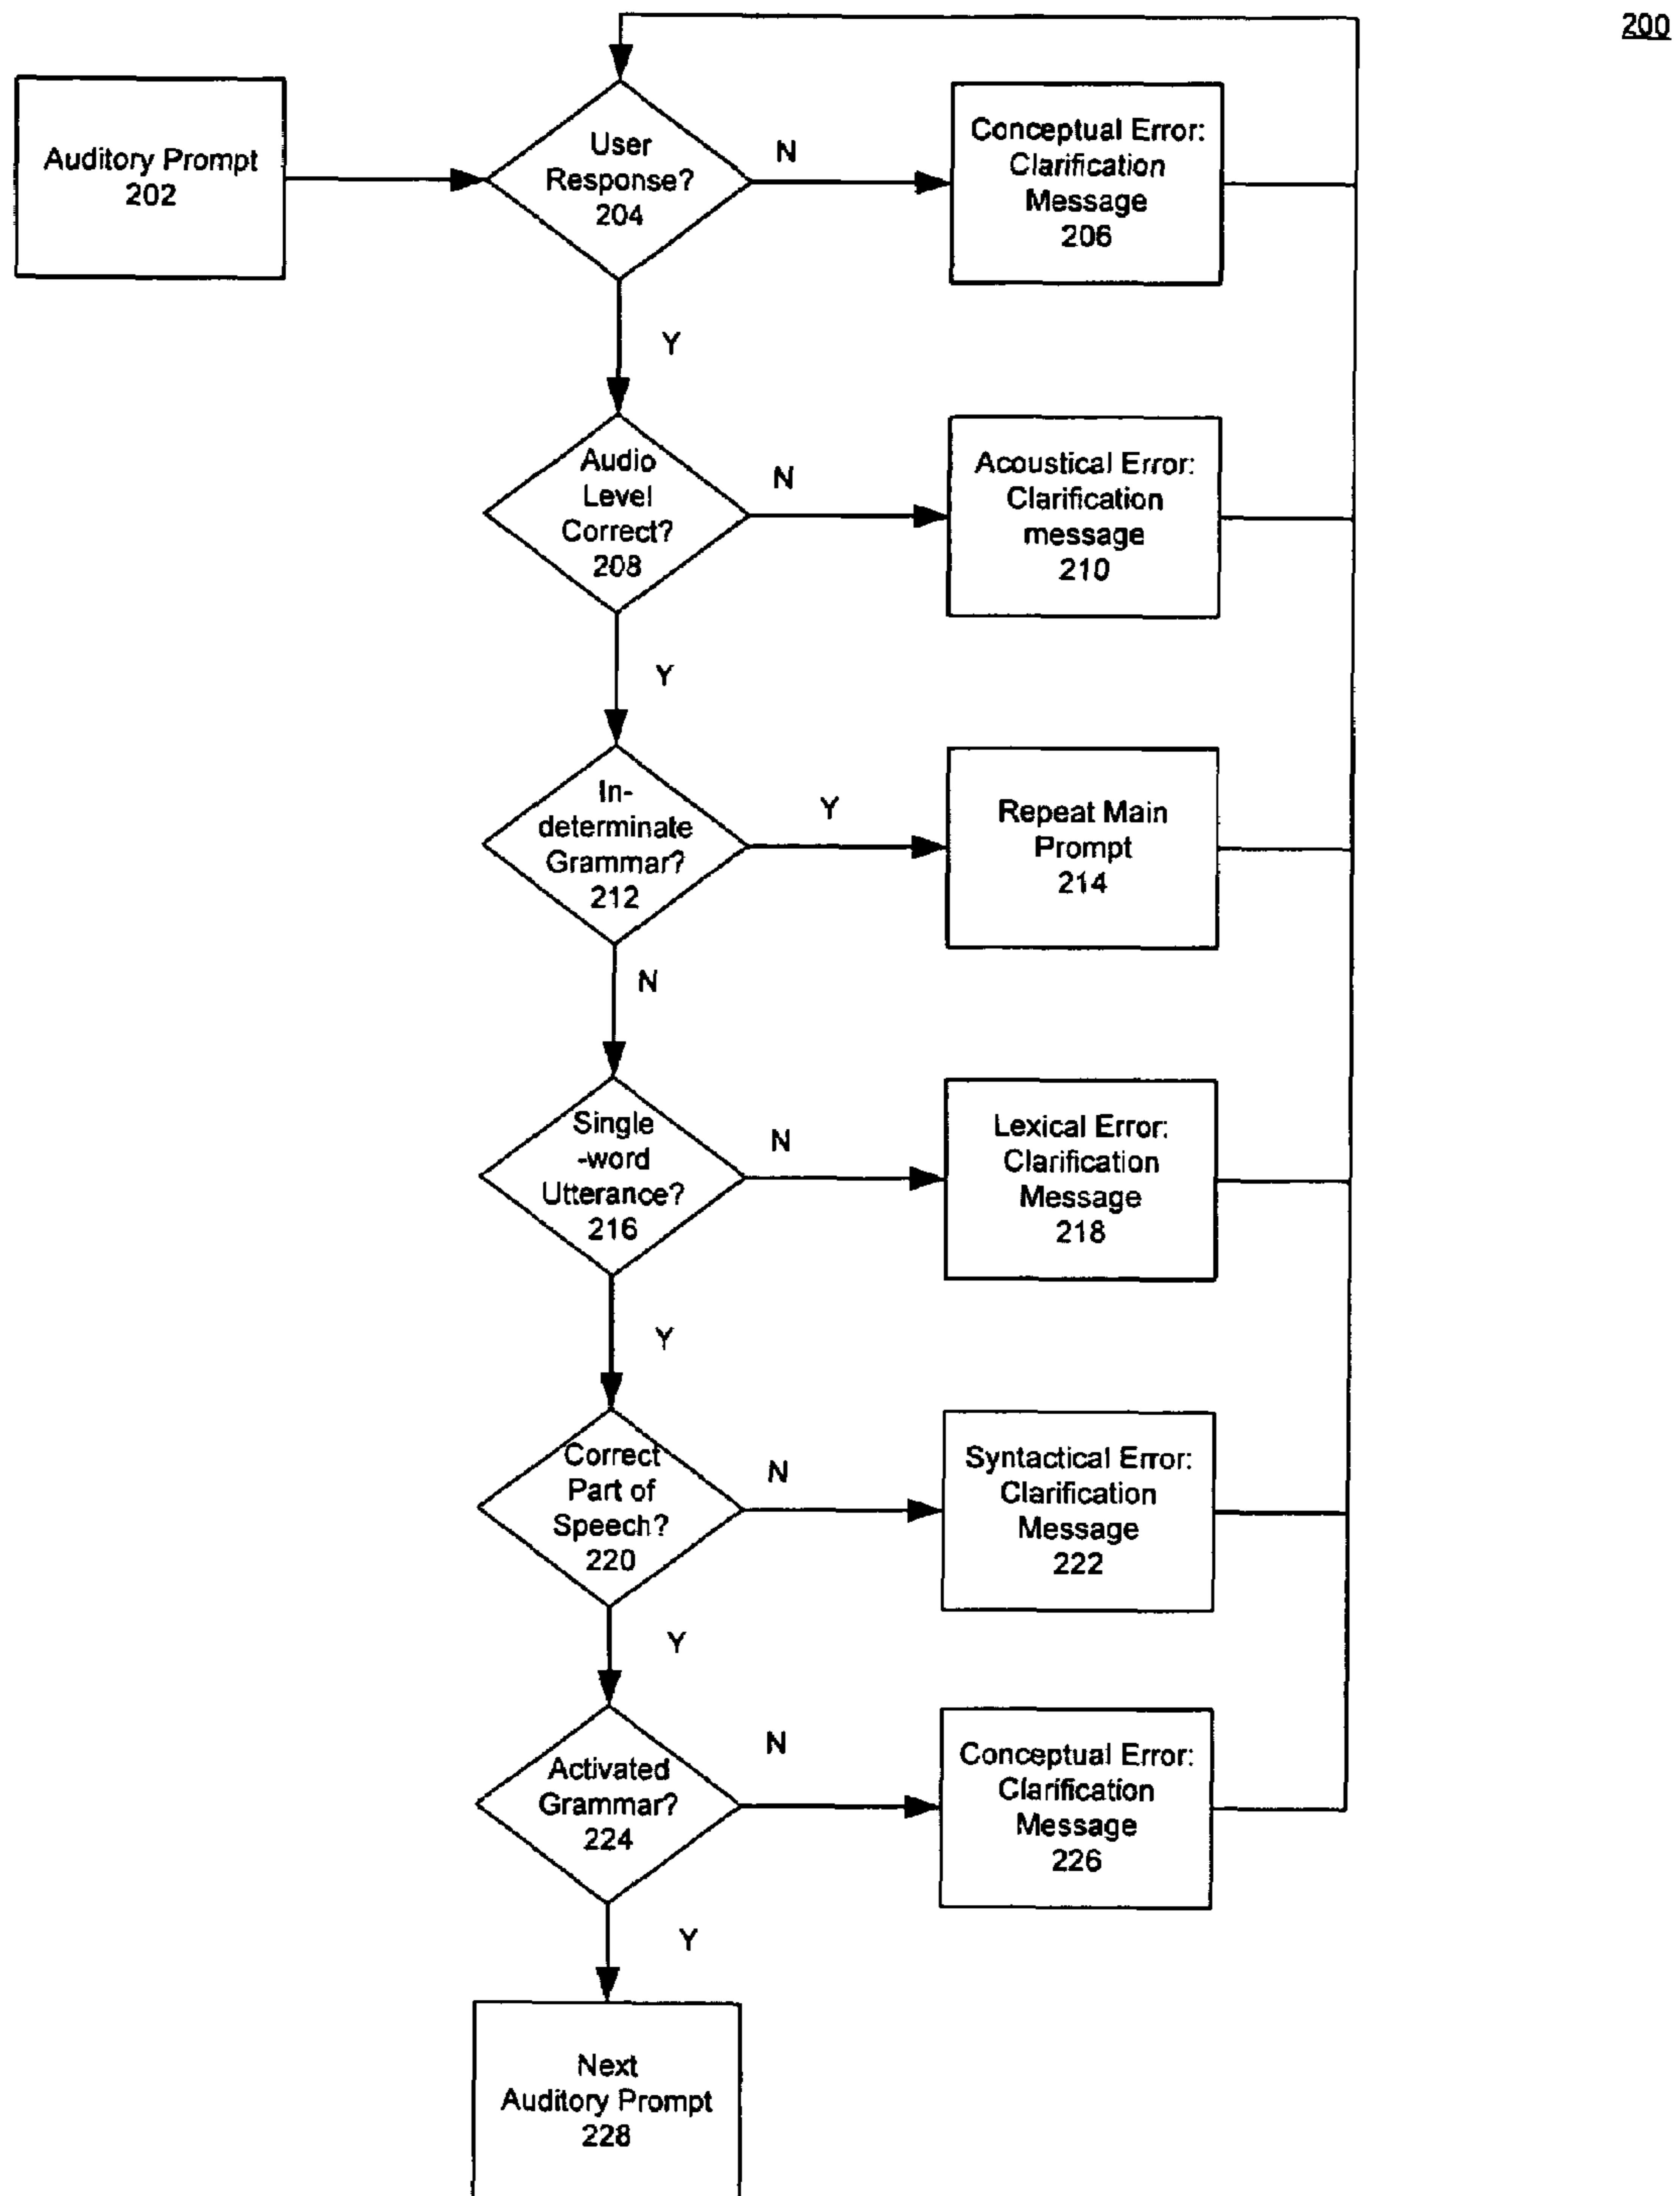 200
Auditory Prompt
202
User
Response?
204
N
Conceptual Error:
Clarification
Message
206
Y
Audio
Level
Correct?
208
N
Acoustical Error:
Clarification
message
210
Y
In-
determinate
Grammar?
212
Y
Repeat Main
Prompt
214
N
Single
-word
Utterance?
216
N
Lexical Error:
Clarification
Message
218
Y
Correct
Part of
Speech?
220
N
Syntactical Error:
Clarification
Message
222
Y
Activated
Grammar?
224
N
Conceptual Error:
Clarification
Message
226
Y
Next
Auditory Prompt
228